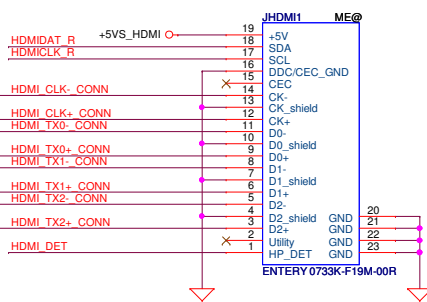 JHDMI1 ME@
+5VS_HDMI 19 +5V
HDMIDAT_R 18 SDA
HDMICLK_R 17 SCL
16 DDC/CEC_GND
15 CEC
HDMI_CLK-_CONN 14 CK-
13 CK_shield
HDMI_CLK+_CONN 12 CK+
HDMI_TX0-_CONN 11 D0-
10 D0_shield
HDMI_TX0+_CONN 9 D0+
HDMI_TX1-_CONN 8 D1-
7 D1_shield
HDMI_TX1+_CONN 6 D1+
HDMI_TX2-_CONN 5 D2-
4 D2_shield GND 20
HDMI_TX2+_CONN 3 D2+ GND 21
2 Utility GND 22
HDMI_DET 1 HP_DET GND 23
ENTERY 0733K-F19M-00R